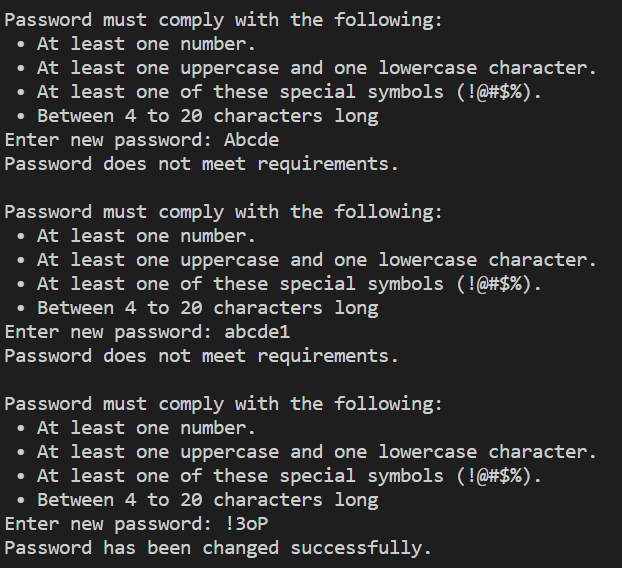 Password must comply with the following:
• At least one number.
• At least one uppercase and one lowercase character.
• At least one of these special symbols (!@#$%).
• Between 4 to 20 characters long
Enter new password: Abcde
Password does not meet requirements.
Password must comply with the following:
• At least one number.
• At least one uppercase and one lowercase character.
• At least one of these special symbols (!@#$%).
• Between 4 to 20 characters long
Enter new password: abcde1
Password does not meet requirements.
Password must comply with the following:
• At least one number.
• At least one uppercase and one lowercase character.
• At least one of these special symbols (!@#$%).
• Between 4 to 20 characters long
Enter new password: !3oP
Password has been changed successfully.